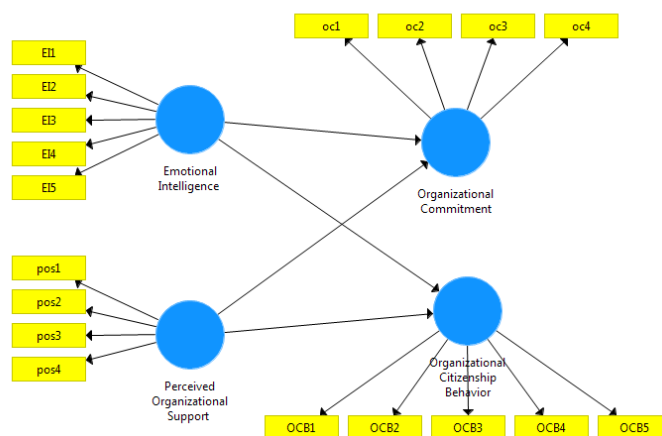 oc1
oc2
oc3
oc4
EI1
EI2
EI3
EI4
EI5
Emotional
Intelligence
Organizational
Commitment
pos1
pos2
pos3
pos4
Perceived
Organizational
Support
Organizational
Citizenship
Behavior
OCB1
OCB2
OCB3
OCB4
OCB5